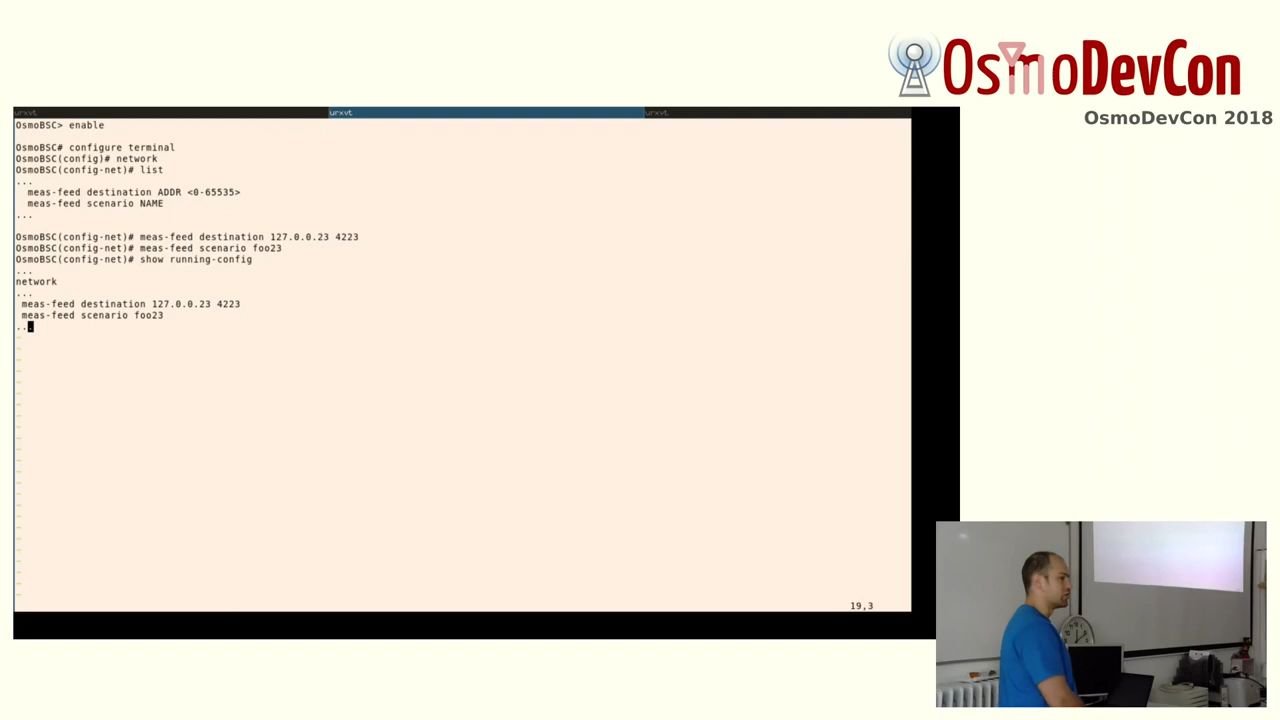 OsmoDevCon
OsmoDevCon 2018
urxvt
urxvt
urxvt
OsmoBSC> enable
OsmoBSC# configure terminal
OsmoBSC(config)# network
OsmoBSC(config-net)# list
...
meas-feed destination ADDR <0-65535>
meas-feed scenario NAME
...
OsmoBSC(config-net)# meas-feed destination 127.0.0.23 4223
OsmoBSC(config-net)# meas-feed scenario foo23
OsmoBSC(config-net)# show running-config
...
network
...
meas-feed destination 127.0.0.23 4223
meas-feed scenario foo23
...
19,3